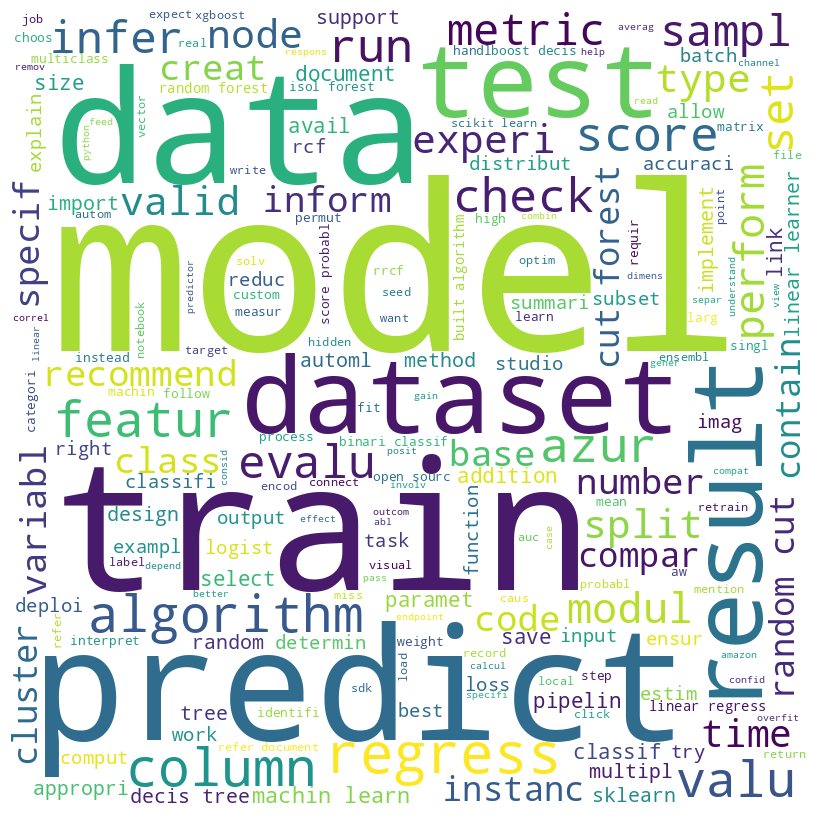 job
expect
xgboost
support
metric
sampl
choos
real
respons
averag
infer
node
run
handlboost decis
help
channel
remov
multiclass
creat
document
batch
size
random forest
isol forest
data
test
type
read
allow
explain
python
feed
vector
avail
rcf
experi
scikit learn
matrix
score
set
distribut
accuraci
file
write
import
valid
autom
inform
check
permut
high
combin
specif
model
built algorithm
cut forest
requir
implement
point
perform
link
linear learner
predictor
solv
rrcf
optim
dimens
understand
view
reduc
score probabl
seed
custom
measur
want
summari
learn
subset
separ
larg
correl
linear
notebook
hidden
singl
instead
target
automl
method
studio
gener
ensembl
contain
categori
machin
follow
recommend
dataset
gain
imag
result
featur
fit
process
binari classif
posit
base
azur
compat
variabl
right
class
consid
evalu
open sourc
involv
addition
number
mean
retrain
classifi
encod
connect
train
design
output
effect
outcom
abl
function
split
auc
case
probabl
aw
mention
exampl
logist
task
compar
label
depend
visual
pass
select
better
miss
caus
deploi
algorithm
paramet
endpoint
code
modul
random cut
refer
save
input
ensur
cluster
interpret
random
determin
load
weight
record
calcul
step
amazon
confid
predict
sdk
specifi
local
loss
estim
tree
identifi
best
pipelin
linear regress
click
time
overfit
work
refer document
comput
regress
classif
try
return
column
multipl
appropri
decis tree
machin learn
instanc
sklearn
valu